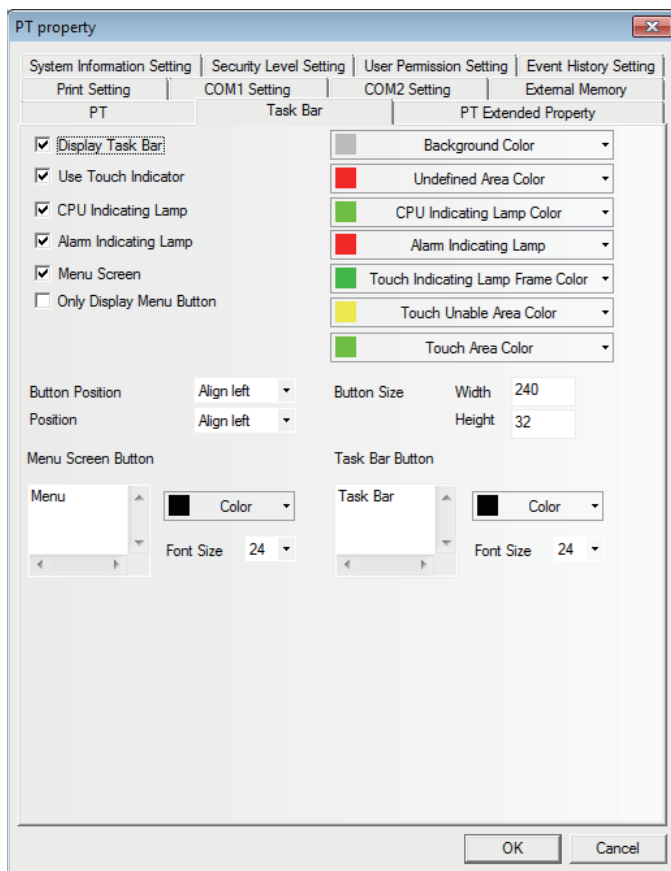 PT property
System Information Setting Security Level Setting User Permission Setting Event History Setting
Print Setting COM1 Setting COM2 Setting External Memory
PT Task Bar PT Extended Property
Display Task Bar Background Color
Use Touch Indicator Undefined Area Color
CPU Indicating Lamp CPU Indicating Lamp Color
Alarm Indicating Lamp Alarm Indicating Lamp
Menu Screen Touch Indicating Lamp Frame Color
Only Display Menu Button Touch Unable Area Color
Touch Area Color
Button Position Align left Button Size Width 240
Position Align left Height 32
Menu Screen Button Task Bar Button
Menu Color Task Bar Color
Font Size 24 Font Size 24
OK Cancel